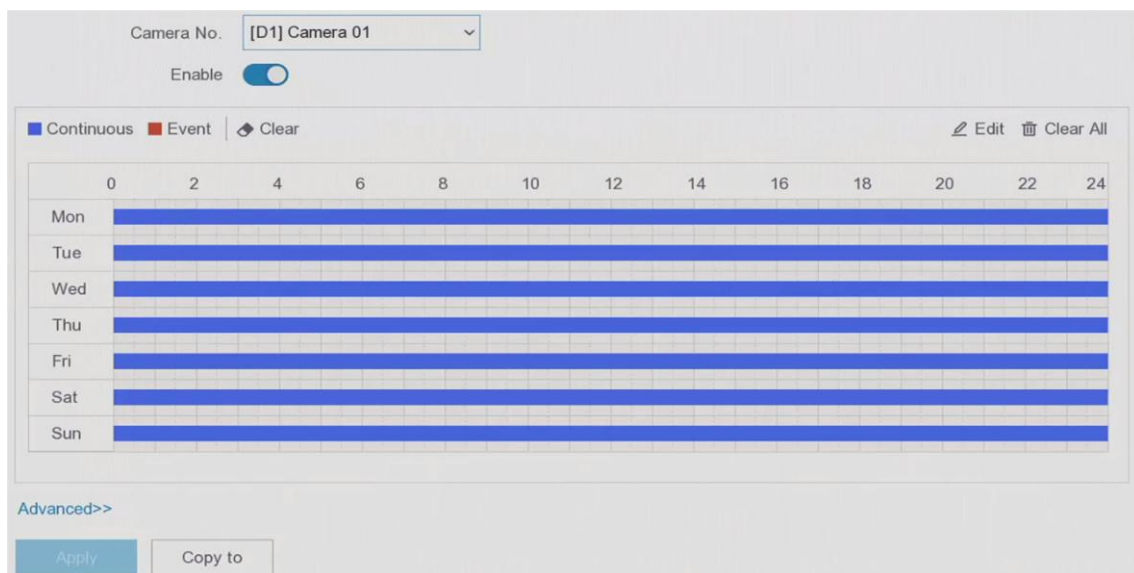 Camera No. [D1] Camera 01
Enable
Continuous Event Clear Edit Clear All
0 2 4 6 8 10 12 14 16 18 20 22 24
Mon
Tue
Wed
Thu
Fri
Sat
Sun
Advanced>>
Apply Copy to